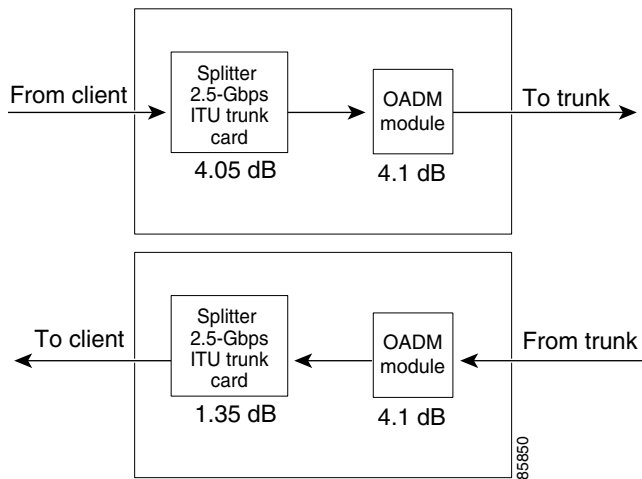 From client
Splitter
2.5-Gbps
ITU trunk
card
4.05 dB
OADM
module
4.1 dB
To trunk
To client
Splitter
2.5-Gbps
ITU trunk
card
1.35 dB
OADM
module
4.1 dB
From trunk
85850